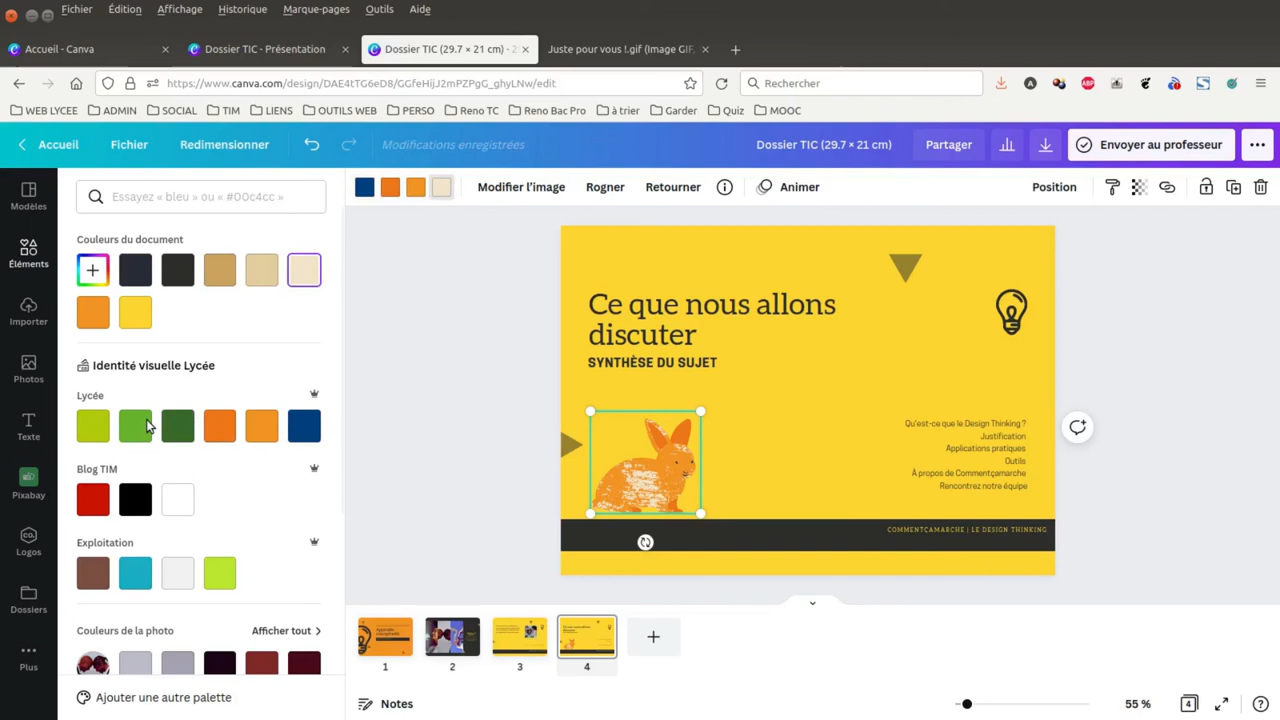 Fichier Édition Affichage Historique Marque-pages Outils Aide
Accueil - Canva
Dossier TIC - Présentation
Dossier TIC (29.7 × 21 cm) - 2
Juste pour vous !.gif (Image GIF,
https://www.canva.com/design/DAE4tTG6eD8/GGfeHijJ2mPZPgG_ghyLNw/edit
Rechercher
WEB LYCEE ADMIN SOCIAL TIM LIENS OUTILS WEB PERSO Reno TC Reno Bac Pro à trier Garder Quiz MOOC
Accueil Fichier Redimensionner Modifications enregistrées Dossier TIC (29.7 × 21 cm) Partager Envoyer au professeur
Modifier l'image Rogner Retourner Animer Position
Modèles
Éléments
Importer
Photos
Texte
Pixabay
CO.
Logos
Dossiers
Plus
Essayez « bleu » ou « #00c4cc »
Couleurs du document
Identité visuelle Lycée
Lycée
Blog TIM
Exploitation
Couleurs de la photo
Afficher tout
Ajouter une autre palette
Ce que nous allons
discuter
SYNTHÈSE DU SUJET
Qu'est-ce que le Design Thinking ?
Justification
Applications pratiques
Outils
À propos de Commentçamarche
Rencontrez notre équipe
COMMENTÇAMARCHE | LE DESIGN THINKING
1
2
3
4
Notes
55 %
4